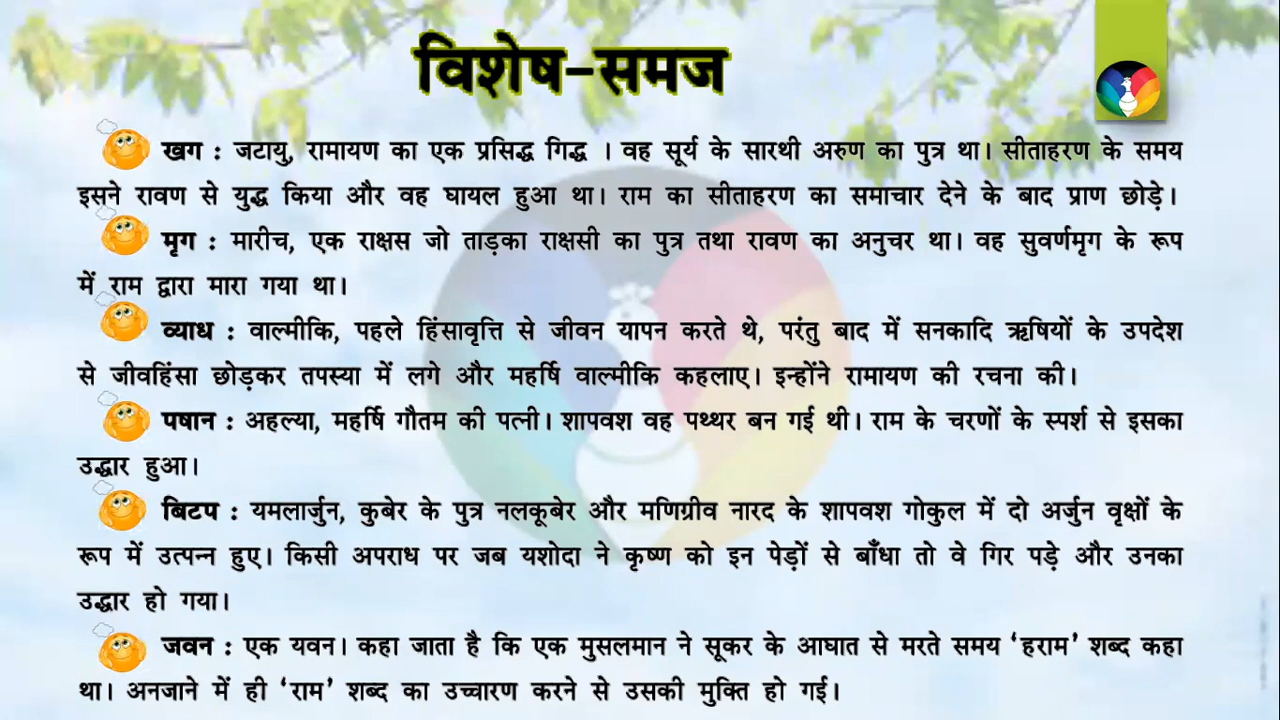 विशेष-समज
खग : जटायु, रामायण का एक प्रसिद्ध गिद्ध । वह सूर्य के सारथी अरुण का पुत्र था। सीताहरण के समय
इसने रावण से युद्ध किया और वह घायल हुआ था। राम का सीताहरण का समाचार देने के बाद प्राण छोड़े।
मृग : मारीच, एक राक्षस जो ताड़का राक्षसी का पुत्र तथा रावण का अनुचर था। वह सुवर्णमृग के रूप
में राम द्वारा मारा गया था।
व्याध : वाल्मीकि, पहले हिंसावृत्ति से जीवन यापन करते थे, परंतु बाद में सनकादि ऋषियों के उपदेश
से जीवहिंसा छोड़कर तपस्या में लगे और महर्षि वाल्मीकि कहलाए। इन्होंने रामायण की रचना की।
पषान : अहल्या, महर्षि गौतम की पत्नी। शापवश वह पथ्थर बन गई थी। राम के चरणों के स्पर्श से इसका
उद्धार हुआ।
बिटप : यमलार्जुन, कुबेर के पुत्र नलकूबेर और मणिग्रीव नारद के शापवश गोकुल में दो अर्जुन वृक्षों के
रूप में उत्पन्न हुए। किसी अपराध पर जब यशोदा ने कृष्ण को इन पेड़ों से बाँधा तो वे गिर पड़े और उनका
उद्धार हो गया।
जवन : एक यवन। कहा जाता है कि एक मुसलमान ने सूकर के आघात से मरते समय ‘हराम’ शब्द कहा
था। अनजाने में ही ‘राम’ शब्द का उच्चारण करने से उसकी मुक्ति हो गई।